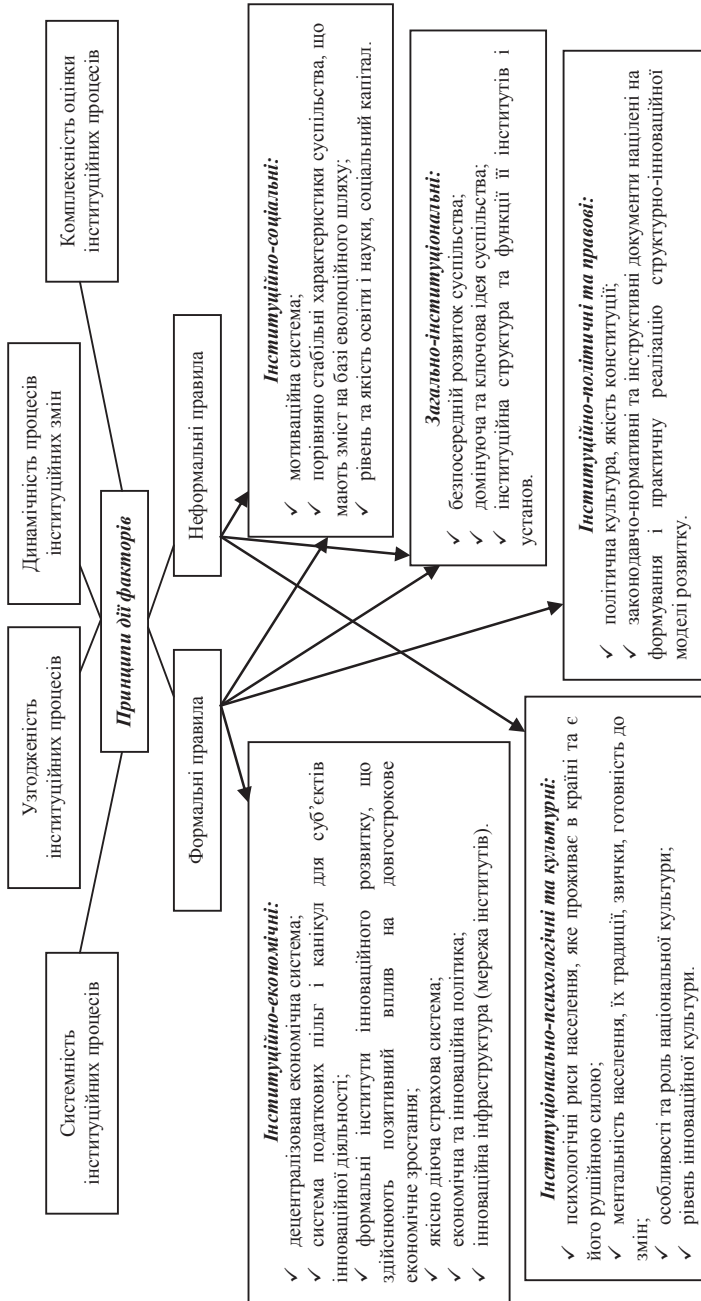 Системність
інституційних процесів
Узгодженість
інституційних процесів
Динамічність процесів
інституційних змін
Комплексність оцінки
інституційних процесів
Принципи дії факторів
Формальні правила
Неформальні правила
Інституційно-економічні:
✓ децентралізована економічна система;
✓ система податкових пільг і канікул для суб’єктів
інноваційної діяльності;
✓ формальні інститути інноваційного розвитку, що
здійснюють позитивний вплив на довгострокове
економічне зростання;
✓ якісно діюча страхова система;
✓ економічна та інноваційна політика;
✓ інноваційна інфраструктура (мережа інститутів).
Інституційно-соціальні:
✓ мотиваційна система;
✓ порівняно стабільні характеристики суспільства, що
мають зміст на базі еволюційного шляху;
✓ рівень та якість освіти і науки, соціальний капітал.
Загально-інституціональні:
✓ безпосередній розвиток суспільства;
✓ домінуюча та ключова ідея суспільства;
✓ інституційна структура та функції її інститутів і
установ.
Інституціонально-психологічні та культурні:
✓ психологічні риси населення, яке проживає в країні та є
його рушійною силою;
✓ ментальність населення, їх традиції, звички, готовність до
змін;
✓ особливості та роль національної культури;
✓ рівень інноваційної культури.
Інституційно-політичні та правові:
✓ політична культура, якість конституції;
✓ законодавчо-нормативні та інструктивні документи націлені на
формування і практичну реалізацію структурно-інноваційної
моделі розвитку.